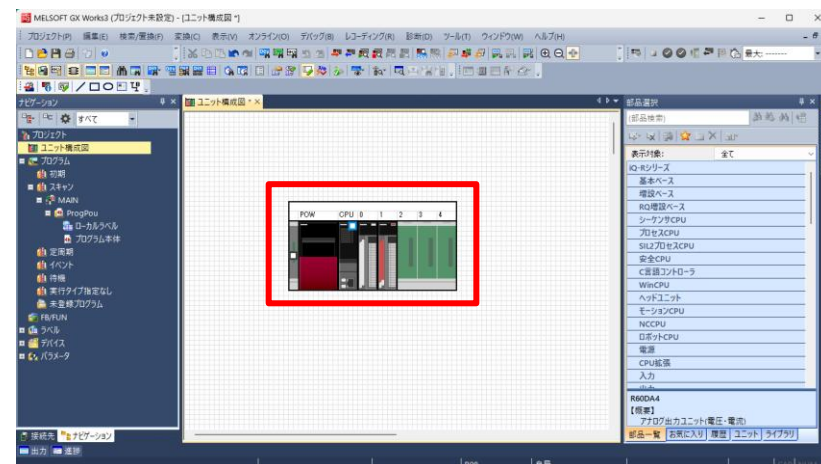 MELSOFT GX Works3 (プロジェクト未設定) - [ユニット構成図 *]
プロジェクト(P) 編集(E) 検索/置換(F) 変換(C) 表示(V) オンライン(O) デバッグ(B) レコーディング(R) 診断(D) ツール(T) ウィンドウ(W) ヘルプ(H)
最大:
ナビゲーション
ユニット構成図 *
部品選択
すべて
(部品検索)
プロジェクト
ユニット構成図
プログラム
初期
スキャン
MAIN
ProgPou
ローカルラベル
プログラム本体
定周期
イベント
待機
実行タイプ指定なし
未登録プログラム
FB/FUN
ラベル
デバイス
パラメータ
POW CPU 0 1 2 3 4
表示対象: 全て
iQ-Rシリーズ
基本ベース
増設ベース
RQ増設ベース
シーケンサCPU
プロセスCPU
SIL2プロセスCPU
安全CPU
C言語コントローラ
WinCPU
ヘッドユニット
モーションCPU
NCCPU
ロボットCPU
電源
CPU拡張
入力
R60DA4
【概要】
アナログ出力ユニット(電圧・電流)
部品一覧 お気に入り 履歴 ユニット ライブラリ
接続先 ナビゲーション
出力 進捗